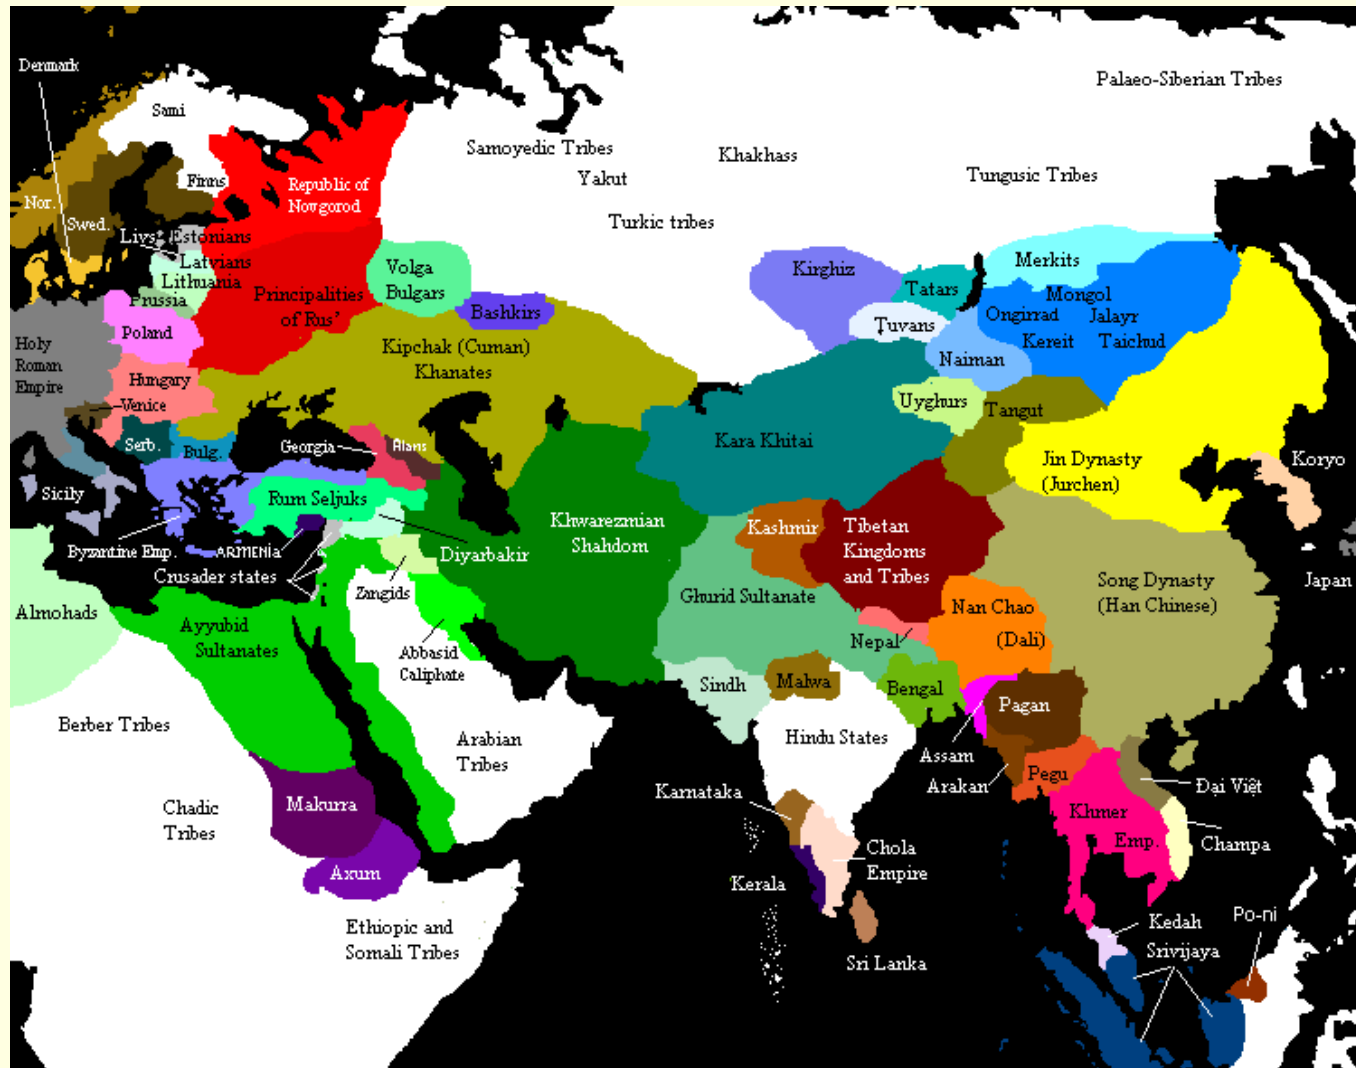 Denmark
Sami
Palaeo-Siberian Tribes
Samoyedic Tribes
Khakhass
Yakut
Tungusic Tribes
Turkic tribes
Finns
Republic of
Novgorod
Nor.
Swed.
Livs
Estonians
Latvians
Lithuania
Prussia
Volga
Bulgars
Principalities
of Rus'
Bashkirs
Kirghiz
Tatars
Merkits
Mongol
Ongirrad
Jalayr
Kereit
Taichud
Tuvans
Naiman
Holy
Roman
Empire
Poland
Kipchak (Cuman)
Khanates
Hungary
Venice
Uyghurs
Tangut
Serb.
Bulg.
Georgia
Alans
Kara Khitai
Jin Dynasty
(Jurchen)
Koryo
Sicily
Rum Seljuks
Khwarezmian
Shahdom
Kashmir
Tibetan
Kingdoms
and Tribes
Byzantine Emp.
ARMENIA
Diyarbakir
Crusader states
Zangids
Ghurid Sultanate
Song Dynasty
(Han Chinese)
Japan
Almohads
Ayyubid
Sultanates
Abbasid
Caliphate
Nepal
Nan Chao
(Dali)
Sindh
Malwa
Bengal
Pagan
Berber Tribes
Arabian
Tribes
Hindu States
Assam
Arakan
Pegu
Đại Việt
Chadic
Tribes
Makurra
Karnataka
Khmer
Emp.
Champa
Axum
Kerala
Chola
Empire
Ethiopic and
Somali Tribes
Sri Lanka
Kedah
Srivijaya
Po-ni